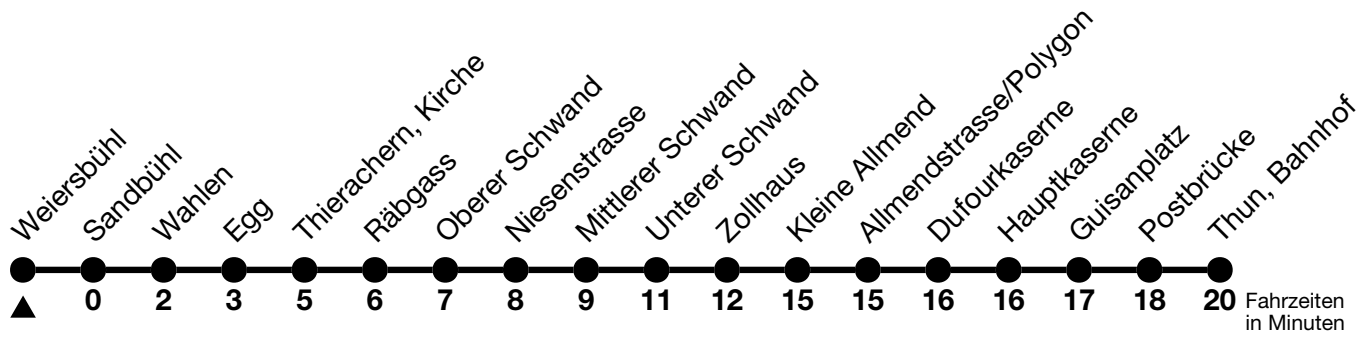 Weiersbühl
Sandbühl
Wahlen
Egg
Thierachern, Kirche
Räbgass
Oberer Schwand
Niesenstrasse
Mittlerer Schwand
Unterer Schwand
Zollhaus
Kleine Allmend
Allmendstrasse/Polygon
Dufourkaserne
Hauptkaserne
Guisanplatz
Postbrücke
Thun, Bahnhof
0 2 3 5 6 7 8 9 11 12 15 15 16 16 17 18 20 Fahrzeiten
in Minuten